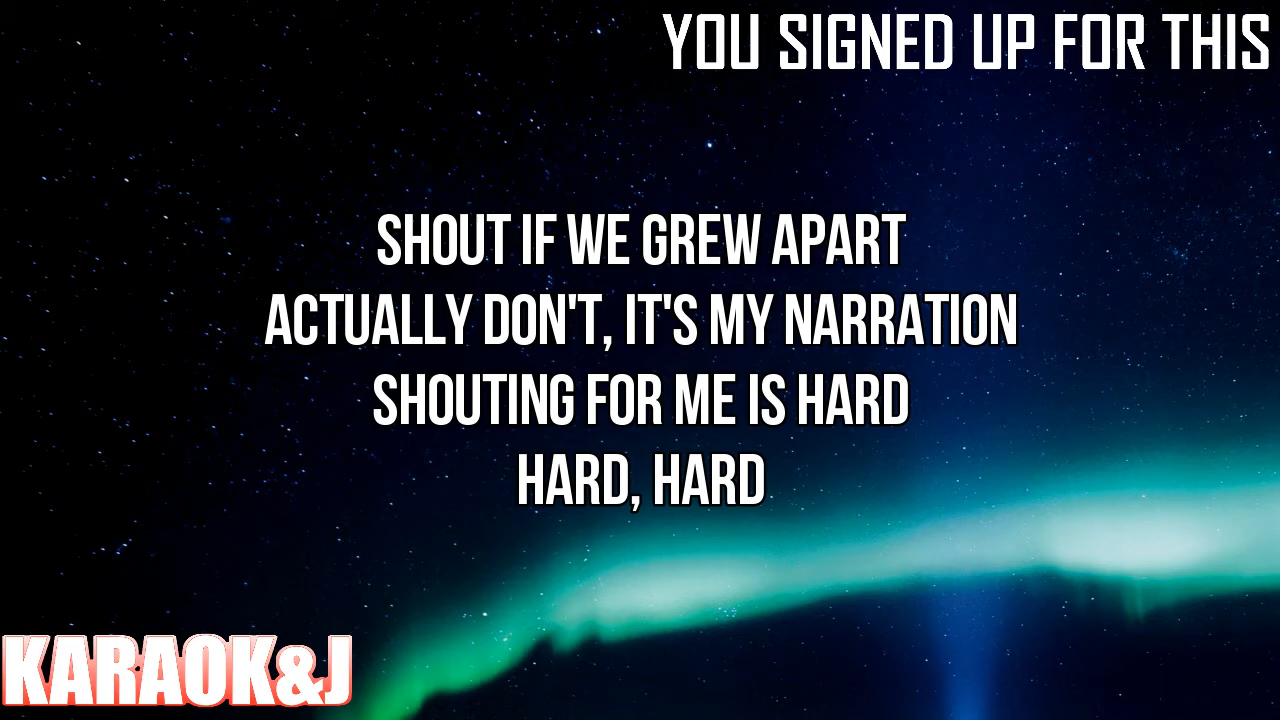 YOU SIGNED UP FOR THIS
SHOUT IF WE GREW APART
ACTUALLY DON'T, IT'S MY NARRATION
SHOUTING FOR ME IS HARD
HARD, HARD
KARAOK&J